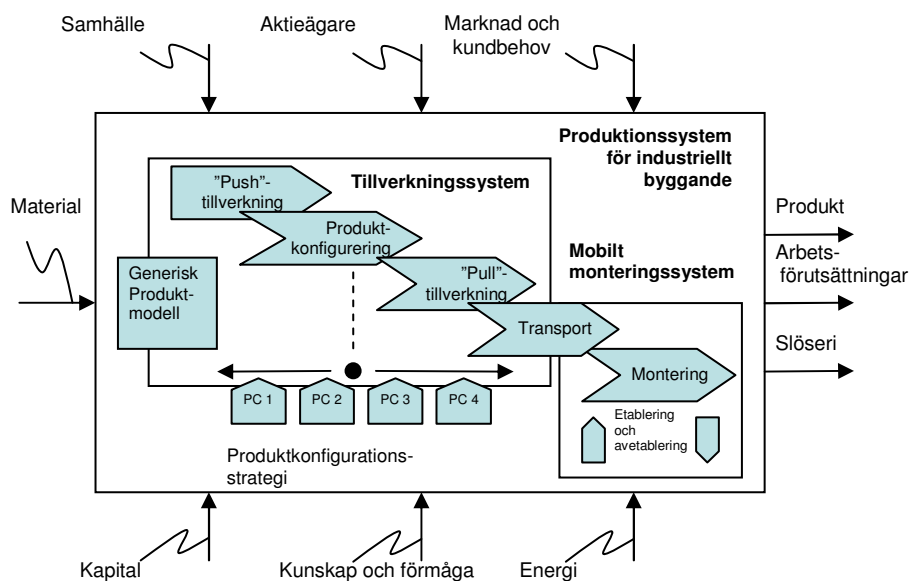 Samhälle
Aktieägare
Marknad och
kundbehov
Produktionssystem
för industriellt
byggande
Tillverkningssystem
”Push”-
tillverkning
Produkt-
konfigurering
”Pull”-
tillverkning
Material
Generisk
Produkt-
modell
Mobilt
monteringssystem
Transport
Montering
Produkt
Arbets-
förutsättningar
Slöseri
PC 1
PC 2
PC 3
PC 4
Etablering
och
avetablering
Produktkonfigurations-
strategi
Kapital
Kunskap och förmåga
Energi